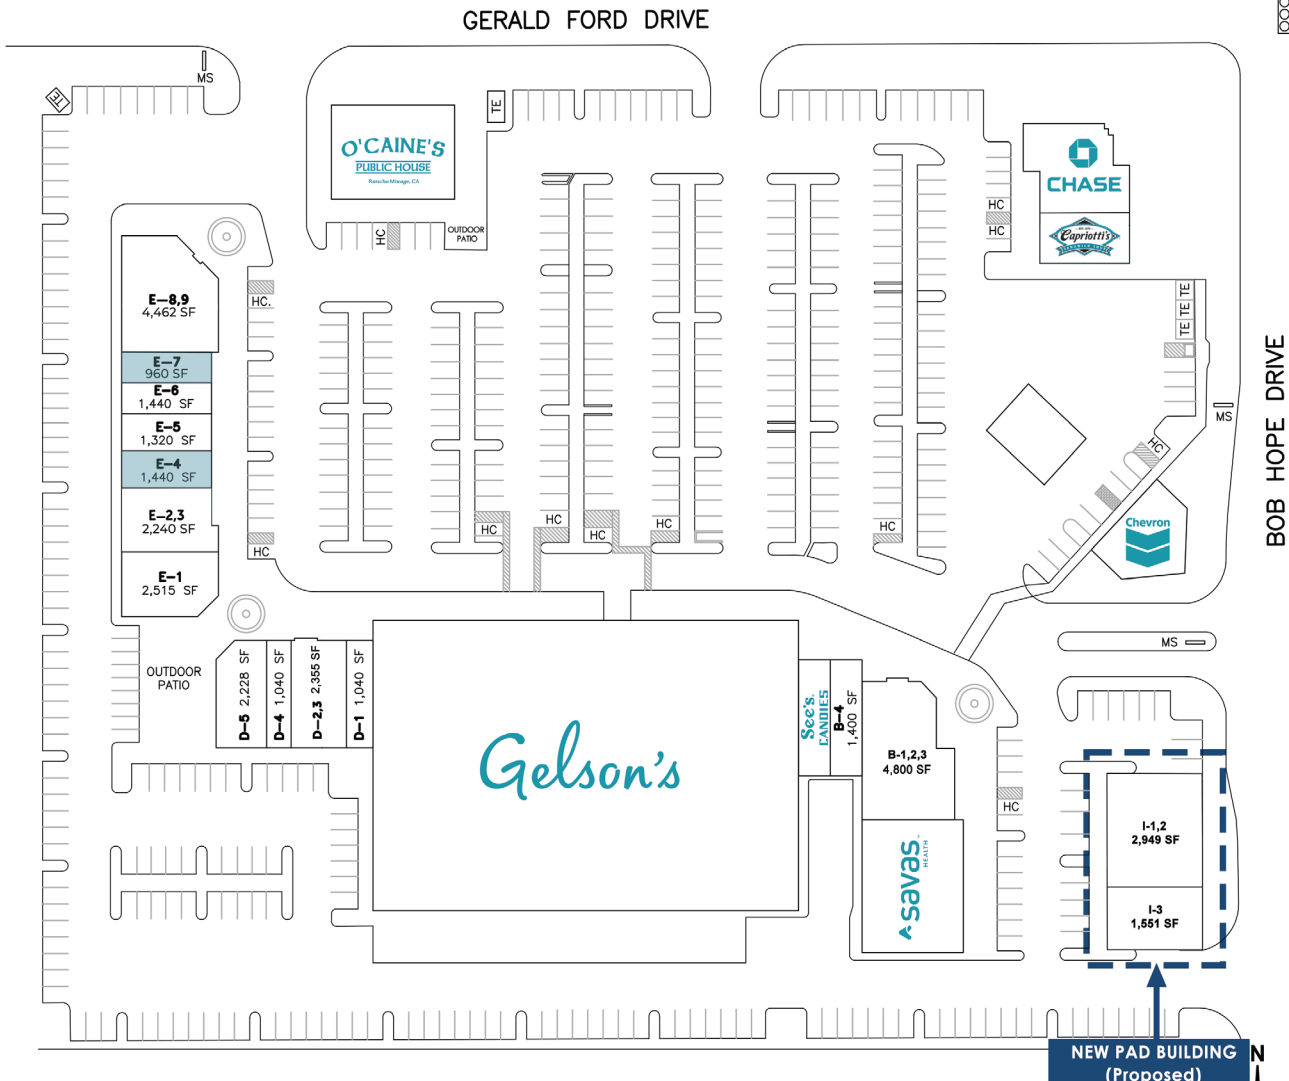 GERALD FORD DRIVE
MS
TE
TE
O'CAINE'S
PUBLIC HOUSE
Rancho Mirage, CA
HC
OUTDOOR
PATIO
CHASE
Capriotti's
HC
HC
HC
TE
TE
TE
E-8,9
4,462 SF
HC.
E-7
960 SF
E-6
1,440 SF
E-5
1,320 SF
E-4
1,440 SF
E-2,3
2,240 SF
E-1
2,515 SF
HC
HC
HC
HC
HC
HC
HC
MS
BOB HOPE DRIVE
Chevron
MS
OUTDOOR
PATIO
D-5 2,228 SF
D-4 1,040 SF
D-2,3 2,355 SF
D-1 1,040 SF
Gelson's
See's
CANDIES
B-4
1,400 SF
B-1,2,3
4,800 SF
HC
savas
HEALTH
I-1,2
2,949 SF
I-3
1,551 SF
NEW PAD BUILDING
(Proposed)
N